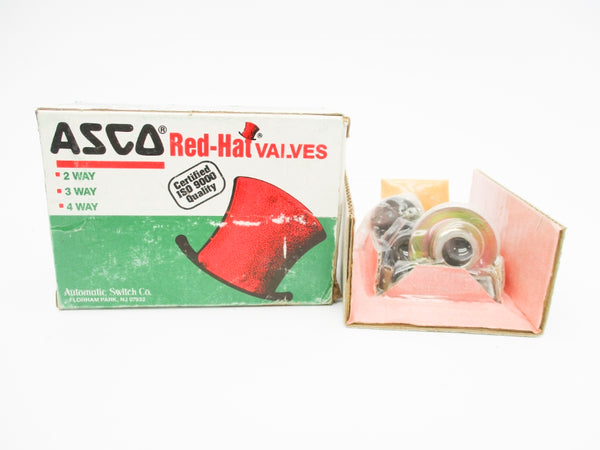 ASCO® Red-Hat® VALVES
2 WAY
3 WAY
4 WAY
Certified
ISO 9000
Quality
Automatic Switch Co.
FLORHAM PARK, NJ 07932